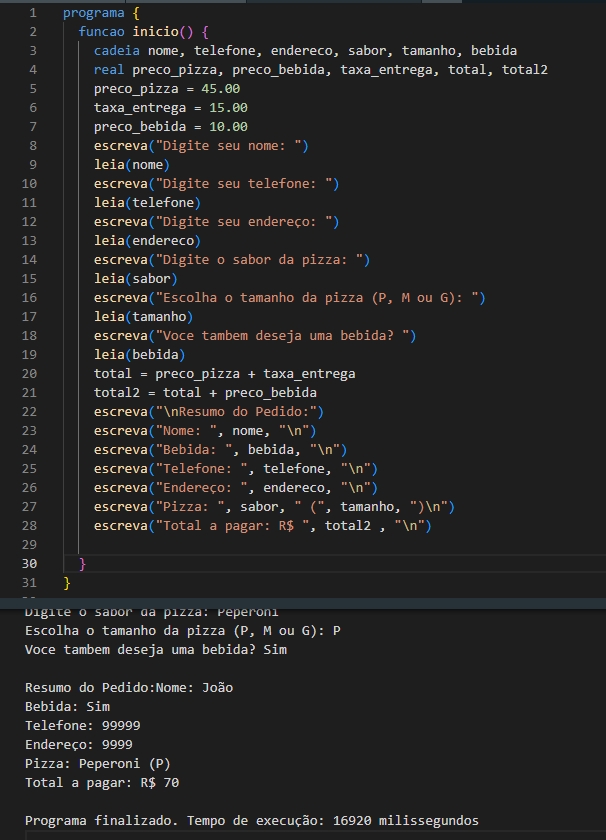 1 programa {
2 funcao inicio() {
3 cadeia nome, telefone, endereco, sabor, tamanho, bebida
4 real preco_pizza, preco_bebida, taxa_entrega, total, total2
5 preco_pizza = 45.00
6 taxa_entrega = 15.00
7 preco_bebida = 10.00
8 escreva("Digite seu nome: ")
9 leia(nome)
10 escreva("Digite seu telefone: ")
11 leia(telefone)
12 escreva("Digite seu endereço: ")
13 leia(endereco)
14 escreva("Digite o sabor da pizza: ")
15 leia(sabor)
16 escreva("Escolha o tamanho da pizza (P, M ou G): ")
17 leia(tamanho)
18 escreva("Voce tambem deseja uma bebida? ")
19 leia(bebida)
20 total = preco_pizza + taxa_entrega
21 total2 = total + preco_bebida
22 escreva("\nResumo do Pedido:")
23 escreva("Nome: ", nome, "\n")
24 escreva("Bebida: ", bebida, "\n")
25 escreva("Telefone: ", telefone, "\n")
26 escreva("Endereço: ", endereco, "\n")
27 escreva("Pizza: ", sabor, " (", tamanho, ")\n")
28 escreva("Total a pagar: R$ ", total2 , "\n")
29
30 }
31 }
Digite o sabor da pizza: Peperoni
Escolha o tamanho da pizza (P, M ou G): P
Voce tambem deseja uma bebida? Sim
Resumo do Pedido:Nome: João
Bebida: Sim
Telefone: 99999
Endereço: 9999
Pizza: Peperoni (P)
Total a pagar: R$ 70
Programa finalizado. Tempo de execução: 16920 milissegundos